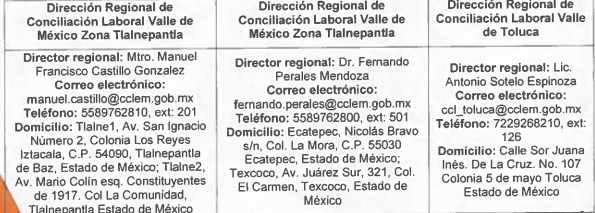 Dirección Regional de
Conciliación Laboral Valle de
México Zona Tlalnepantla
Director regional: Mtro. Manuel
Francisco Castillo Gonzalez
Correo electrónico:
manuel.castillo@cclem.gob.mx
Teléfono: 5589762810, ext: 201
Domicilio: Tlalne1, Av. San Ignacio
Número 2, Colonia Los Reyes
Iztacala, C.P. 54090, Tlalnepantla
de Baz, Estado de México; Tlalne2,
Av. Mario Colín esq. Constituyentes
de 1917. Col La Comunidad,
Tlalnepantla Estado de México
Dirección Regional de
Conciliación Laboral Valle de
México Zona Tlalnepantla
Director regional: Dr. Fernando
Perales Mendoza
Correo electrónico:
fernando.perales@cclem.gob.mx
Teléfono: 5589762800, ext: 501
Domicilio: Ecatepec, Nicolás Bravo
s/n, Col. La Mora, C.P. 55030
Ecatepec, Estado de México;
Texcoco, Av. Juárez Sur, 321, Col.
El Carmen, Texcoco, Estado de
México
Dirección Regional de
Conciliación Laboral Valle
de Toluca
Director regional: Lic.
Antonio Sotelo Espinoza
Correo electrónico:
ccl_toluca@cclem.gob.mx
Teléfono: 7229268210, ext:
126
Domicilio: Calle Sor Juana
Inés. De La Cruz. No. 107
Colonia 5 de mayo Toluca
Estado de México